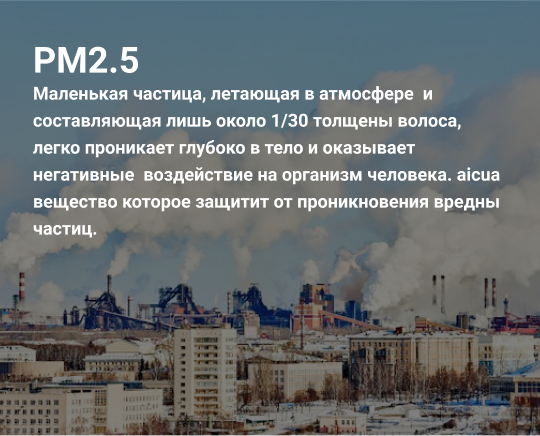 PM2.5
Маленькая частица, летающая в атмосфере и
составляющая лишь около 1/30 толщены волоса,
легко проникает глубоко в тело и оказывает
негативные воздействие на организм человека. aicua
вещество которое защитит от проникновения вредны
частиц.